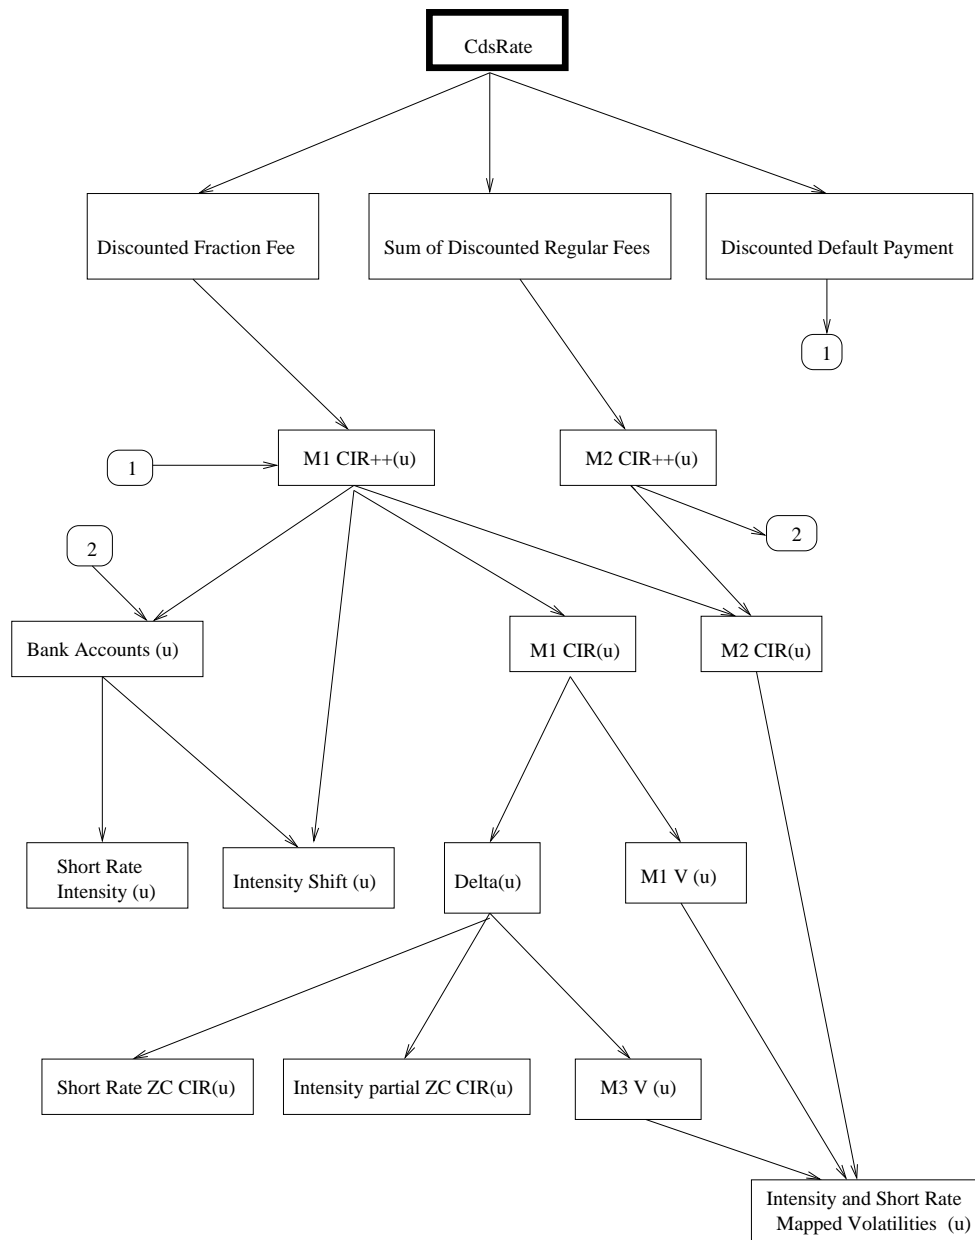 CdsRate
Discounted Fraction Fee
Sum of Discounted Regular Fees
Discounted Default Payment
1
M1 CIR++(u)
M2 CIR++(u)
1
2
2
Bank Accounts (u)
M1 CIR(u)
M2 CIR(u)
Short Rate
Intensity (u)
Intensity Shift (u)
Delta(u)
M1 V (u)
Short Rate ZC CIR(u)
Intensity partial ZC CIR(u)
M3 V (u)
Intensity and Short Rate
Mapped Volatilities (u)